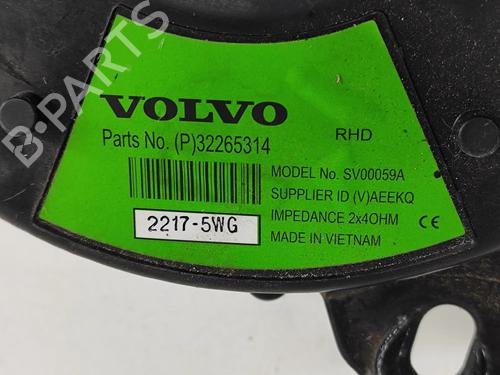 VOLVO
Parts No. (P)32265314
RHD
MODEL No. SV00059A
SUPPLIER ID (V)AEEKQ
IMPEDANCE 2x4OHM
CE
MADE IN VIETNAM
2217-5WG
B-PARTS